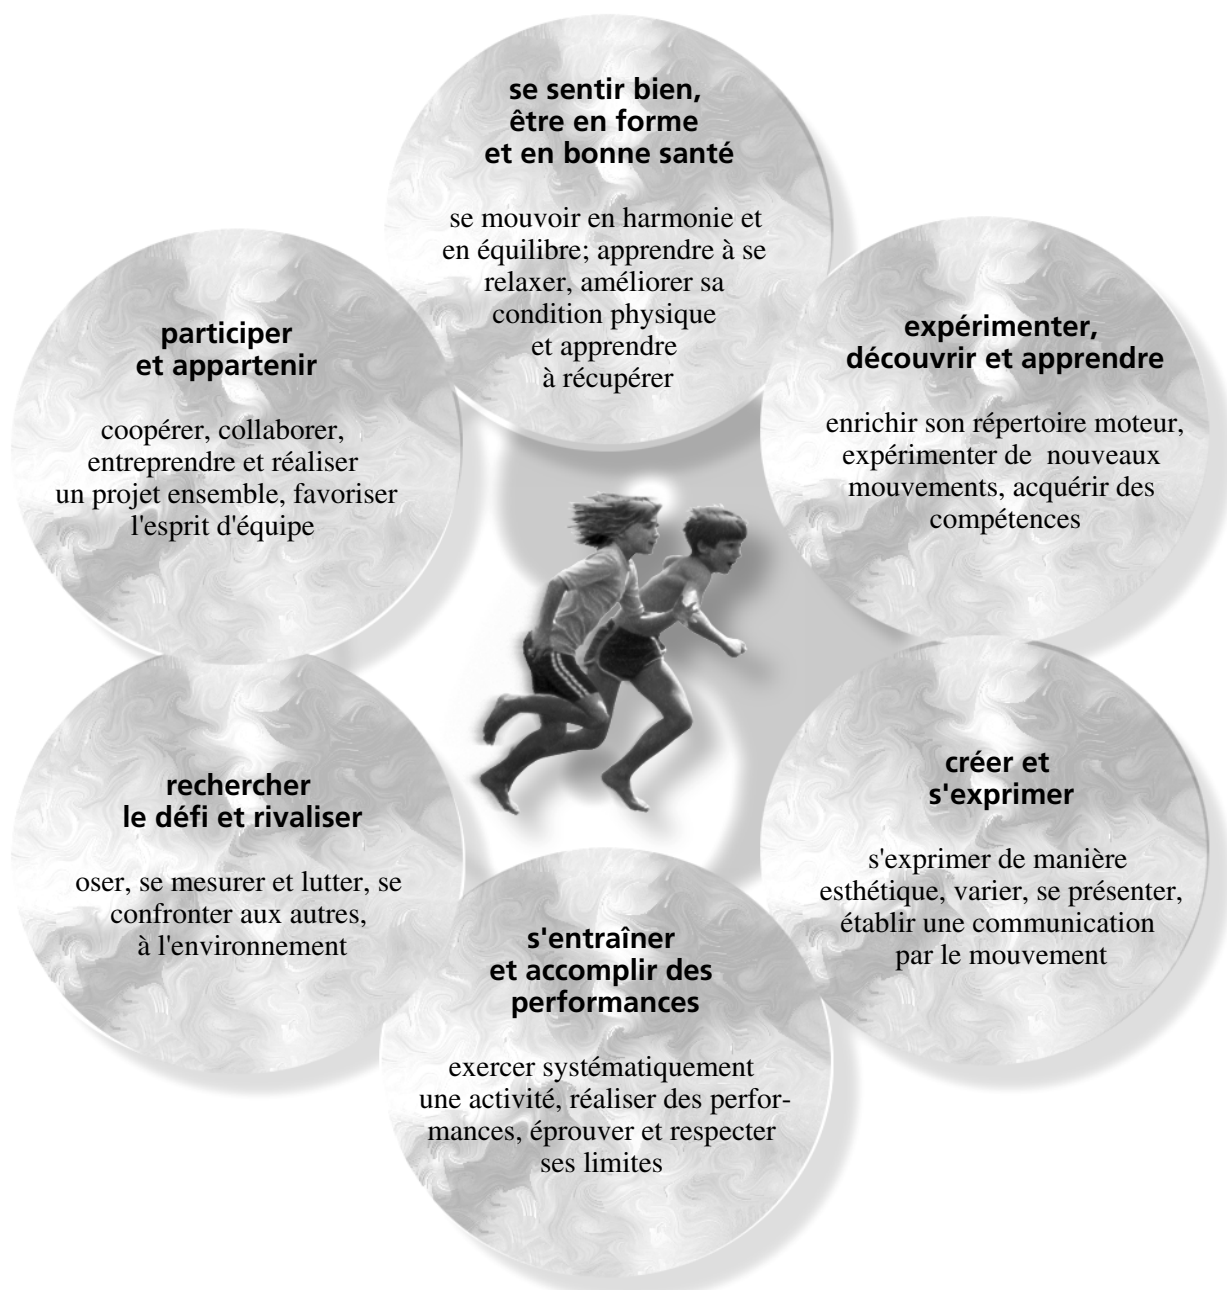 se sentir bien,
être en forme
et en bonne santé
se mouvoir en harmonie et
en équilibre; apprendre à se
relaxer, améliorer sa
condition physique
et apprendre
à récupérer
expérimenter,
découvrir et apprendre
enrichir son répertoire moteur,
expérimenter de nouveaux
mouvements, acquérir des
compétences
créer et
s'exprimer
s'exprimer de manière
esthétique, varier, se présenter,
établir une communication
par le mouvement
s'entraîner
et accomplir des
performances
exercer systématiquement
une activité, réaliser des perfor-
mances, éprouver et respecter
ses limites
rechercher
le défi et rivaliser
oser, se mesurer et lutter, se
confronter aux autres,
à l'environnement
participer
et appartenir
coopérer, collaborer,
entreprendre et réaliser
un projet ensemble, favoriser
l'esprit d'équipe